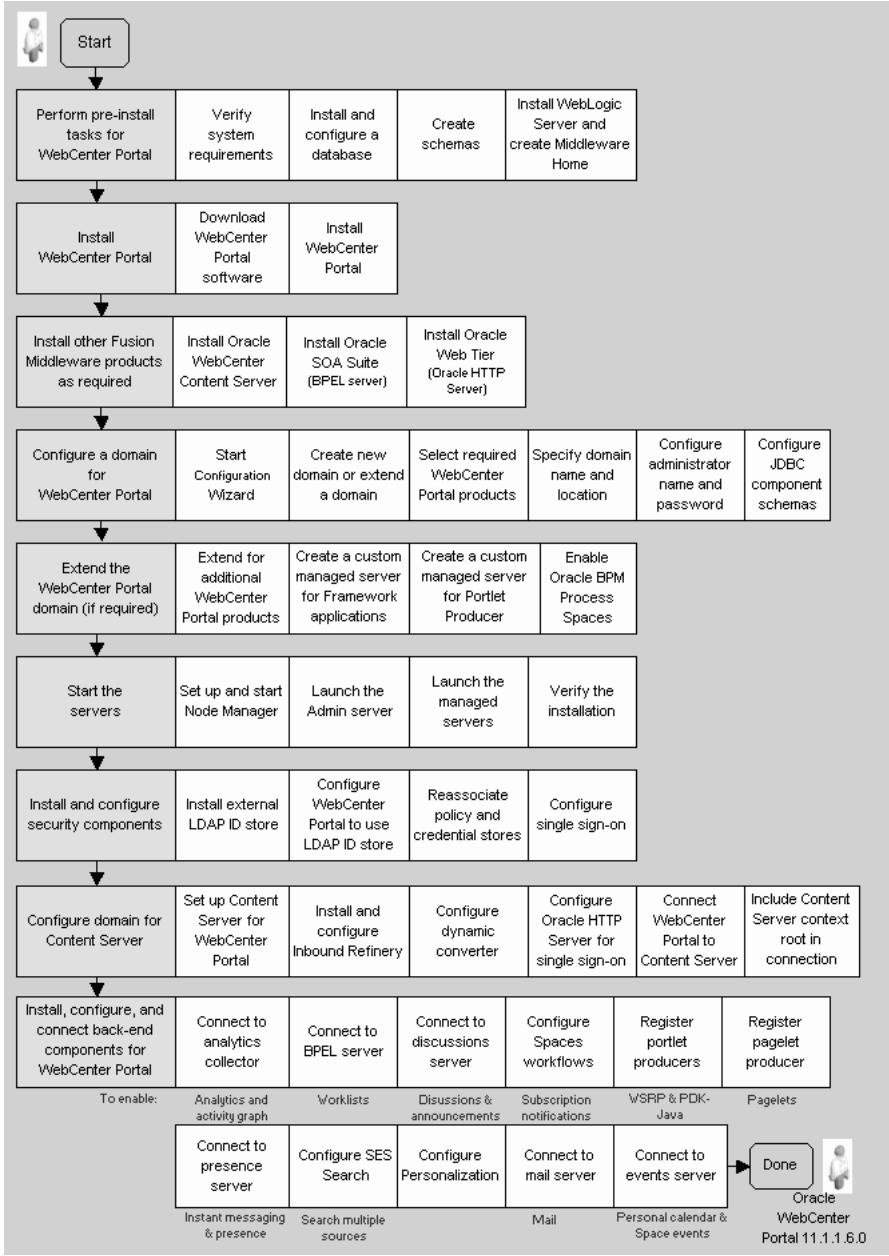 Start
Perform pre-install
tasks for
WebCenter Portal
Verify
system
requirements
Install and
configure a
database
Create
schemas
Install WebLogic
Server and
create Middleware
Home
Install
WebCenter Portal
Download
WebCenter
Portal
software
Install
WebCenter
Portal
Install other Fusion
Middleware products
as required
Install Oracle
WebCenter
Content Server
Install Oracle
SOA Suite
(BPEL server)
Install Oracle
Web Tier
(Oracle HTTP
Server)
Configure a domain
for
WebCenter Portal
Start
Configuration
Wizard
Create new
domain or extend
a domain
Select required
WebCenter
Portal products
Specify domain
name and
location
Configure
administrator
name and
password
Configure
JDBC
component
schemas
Extend the
WebCenter Portal
domain (if required)
Extend for
additional
WebCenter
Portal products
Create a custom
managed server
for Framework
applications
Create a custom
managed server
for Portlet
Producer
Enable
Oracle BPM
Process
Spaces
Start the
servers
Set up and start
Node Manager
Launch the
Admin server
Launch the
managed
servers
Verify the
installation
Install and configure
security components
Install external
LDAP ID store
Configure
WebCenter
Portal to use
LDAP ID store
Reassociate
policy and
credential stores
Configure
single sign-on
Configure domain for
Content Server
Set up Content
Server for
WebCenter
Portal
Install and
configure
Inbound Refinery
Configure
dynamic
converter
Configure
Oracle HTTP
Server for
single sign-on
Connect
WebCenter
Portal to
Content Server
Include Content
Server context
root in
connection
Install, configure, and
connect back-end
components for
WebCenter Portal
Connect to
analytics
collector
Connect to
BPEL server
Connect to
discussions
server
Configure
Spaces
workflows
Register
portlet
producers
Register
pagelet
producer
To enable:
Analytics and
activity graph
Worklists
Disussions &
announcements
Subscription
notifications
WSRP & PDK-
Java
Pagelets
Connect to
presence
server
Configure SES
Search
Configure
Personalization
Connect to
mail server
Connect to
events server
Done
Instant messaging
& presence
Search multiple
sources
Mail
Personal calendar &
Space events
Oracle
WebCenter
Portal 11.1.1.6.0